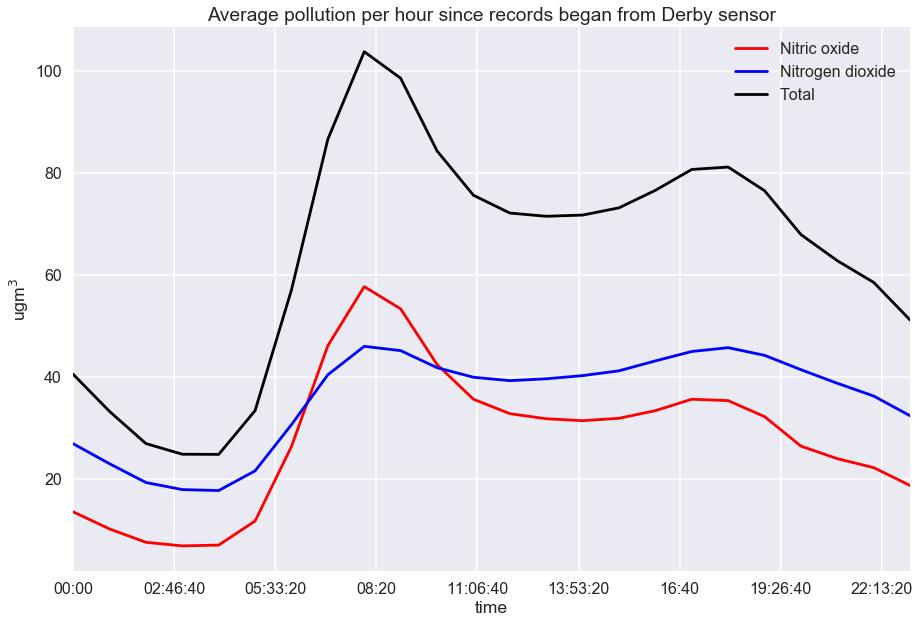 Average pollution per hour since records began from Derby sensor
Nitric oxide
Nitrogen dioxide
Total
100
80
60
40
20
ugm³
00:00 02:46:40 05:33:20 08:20 11:06:40 13:53:20 16:40 19:26:40 22:13:20
time